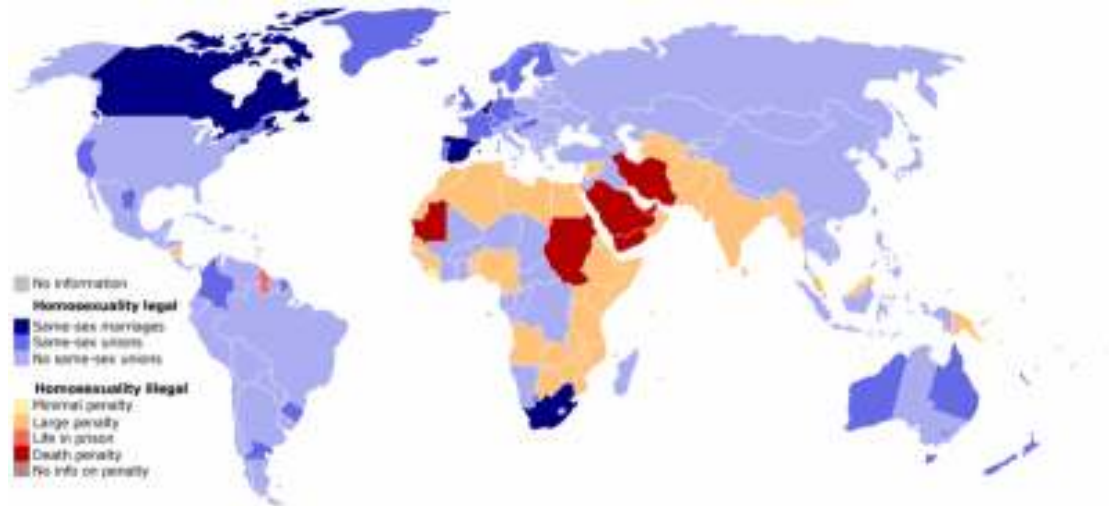 No information
Homosexuality legal
Same-sex marriages
Same-sex unions
No same-sex unions
Homosexuality illegal
Minimal penalty
Large penalty
Life in prison
Death penalty
No info on penalty